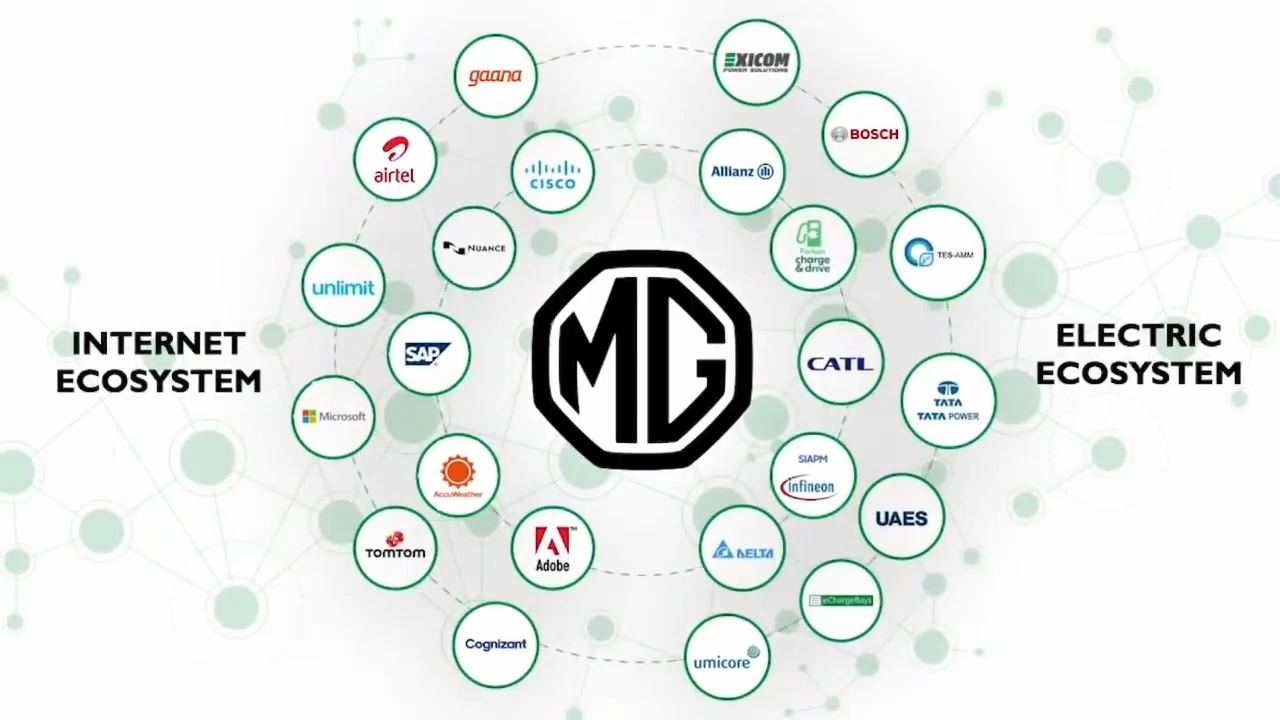 gaana
airtel
CISCO
NUANCE
unlimit
INTERNET
ECOSYSTEM
SAP
Microsoft
AccuWeather
TOMTOM
Adobe
Cognizant
MG
EXICOM
POWER SOLUTIONS
BOSCH
Allianz
Fortum
charge
& drive
TES-AMM
ELECTRIC
ECOSYSTEM
CATL
TATA
TATA POWER
SIAPM
infineon
UAES
DELTA
eChargeBays
umicore